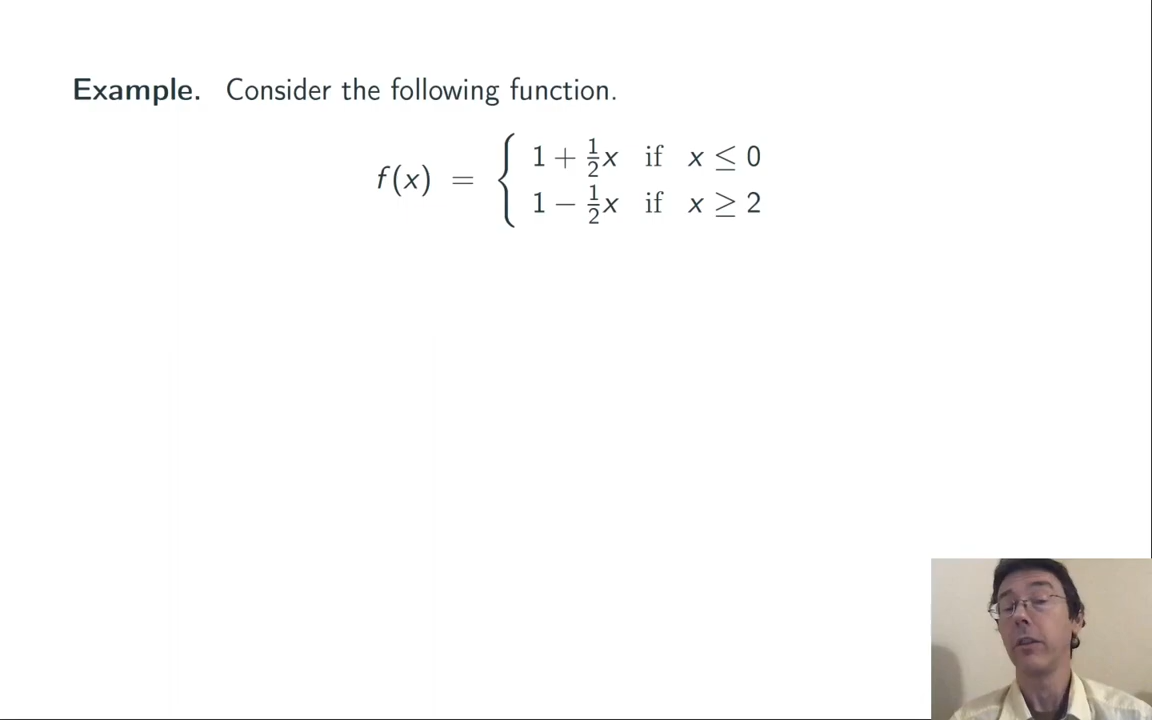 Example. Consider the following function.
f(x) = { 1 + ½x if x ≤ 0
1 − ½x if x ≥ 2